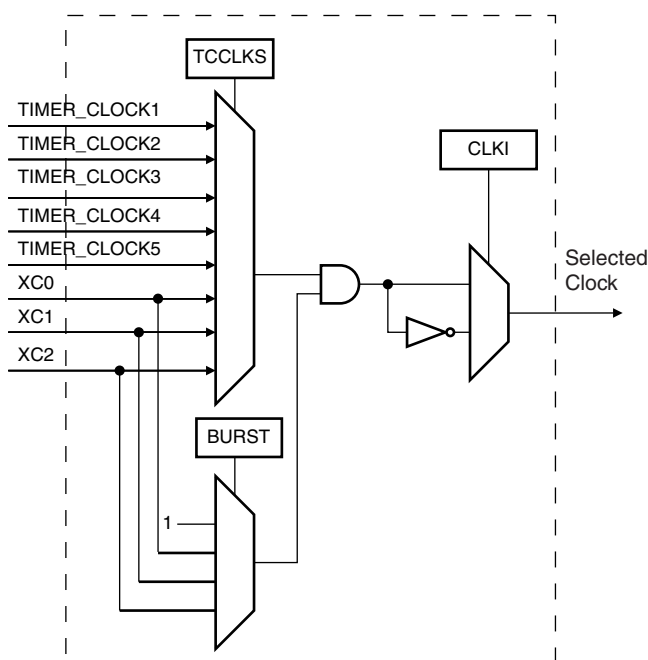 TCCLKS
TIMER_CLOCK1
TIMER_CLOCK2
TIMER_CLOCK3
TIMER_CLOCK4
TIMER_CLOCK5
XC0
XC1
XC2
CLKI
Selected
Clock
BURST
1